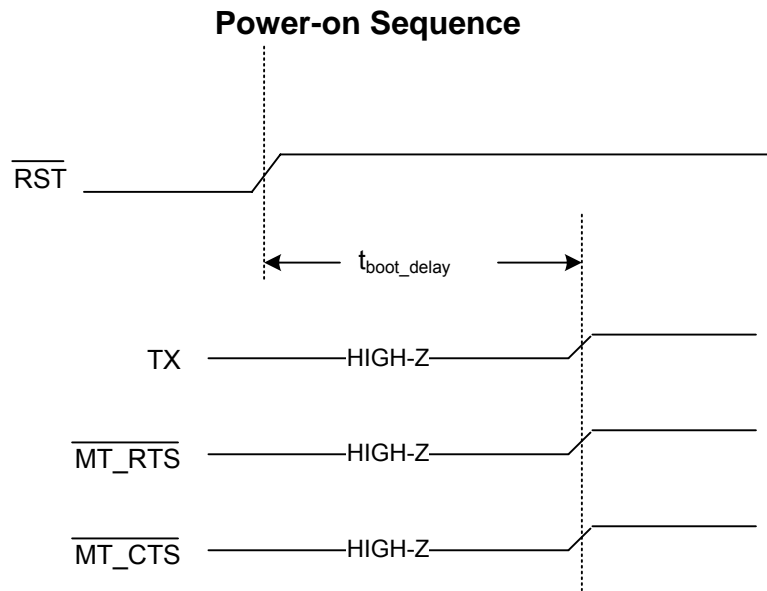 Power-on Sequence
RST
tboot_delay
TX
HIGH-Z
MT_RTS
HIGH-Z
MT_CTS
HIGH-Z